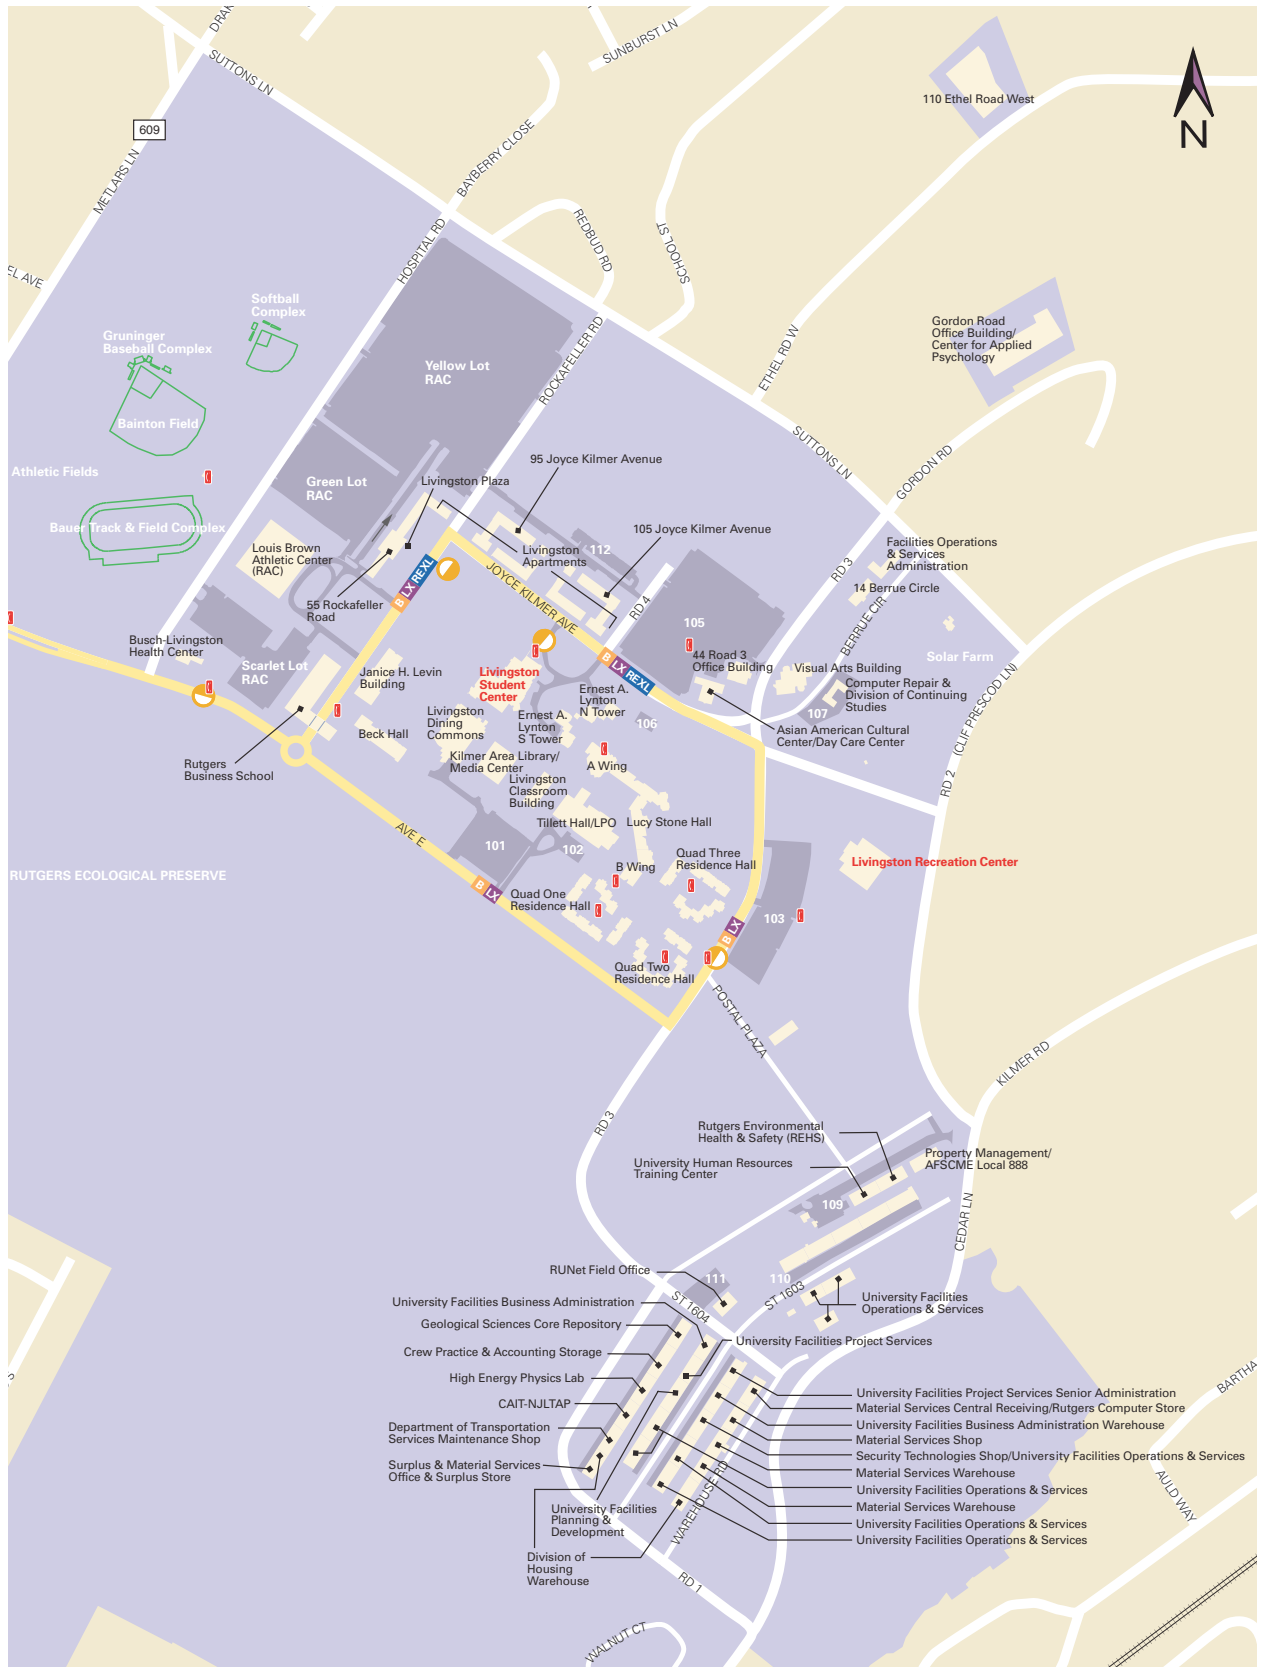 DRAK
SUTTONS LN
SUNBURST LN
110 Ethel Road West
N
609
METLARS LN
BAYBERRY CLOSE
HOSPITAL RD
REDBUD RD
SCHOOL ST
EL AVE
Softball
Complex
Gruninger
Baseball Complex
Gordon Road
Office Building/
Center for Applied
Psychology
ETHEL RD W
ROCKAFELLER RD
Yellow Lot
RAC
Bainton Field
SUTTONS LN
GORDON RD
Athletic Fields
95 Joyce Kilmer Avenue
Green Lot
RAC
Livingston Plaza
Bauer Track & Field Complex
105 Joyce Kilmer Avenue
Louis Brown
Athletic Center
(RAC)
Livingston
Apartments
112
Facilities Operations
& Services
Administration
RD 3
JOYCE KILMER AVE
B LX REXL
14 Berrue Circle
55 Rockafeller
Road
RD 4
BERRUE CIR
105
Busch-Livingston
Health Center
Scarlet Lot
RAC
Janice H. Levin
Building
Livingston
Student
Center
B LX REXL
44 Road 3
Office Building
Visual Arts Building
Solar Farm
Computer Repair &
Division of Continuing
Studies
Ernest A.
Lynton
N Tower
Livingston
Dining
Commons
Ernest A.
Lynton
S Tower
106
107
Asian American Cultural
Center/Day Care Center
Beck Hall
Kilmer Area Library/
Media Center
A Wing
Rutgers
Business School
Livingston
Classroom
Building
RD 2
(CLIF PRESCOD LN)
Tillett Hall/LPO
Lucy Stone Hall
AVE E
101
102
Quad Three
Residence Hall
Livingston Recreation Center
B Wing
RUTGERS ECOLOGICAL PRESERVE
B LX
Quad One
Residence Hall
103
B LX
Quad Two
Residence Hall
POSTAL PLAZA
KILMER RD
RD 3
Rutgers Environmental
Health & Safety (REHS)
University Human Resources
Training Center
Property Management/
AFSCME Local 888
109
CEDAR LN
RUNet Field Office
111
110
ST 1603
ST 1604
University Facilities
Operations & Services
University Facilities Business Administration
Geological Sciences Core Repository
University Facilities Project Services
Crew Practice & Accounting Storage
High Energy Physics Lab
CAIT-NJLTAP
Department of Transportation
Services Maintenance Shop
Surplus & Material Services
Office & Surplus Store
University Facilities Project Services Senior Administration
Material Services Central Receiving/Rutgers Computer Store
University Facilities Business Administration Warehouse
Material Services Shop
Security Technologies Shop/University Facilities Operations & Services
Material Services Warehouse
University Facilities Operations & Services
Material Services Warehouse
University Facilities Operations & Services
University Facilities Operations & Services
BARTHA
AULD WAY
WAREHOUSE RD
University Facilities
Planning &
Development
Division of
Housing
Warehouse
RD 1
WALNUT CT